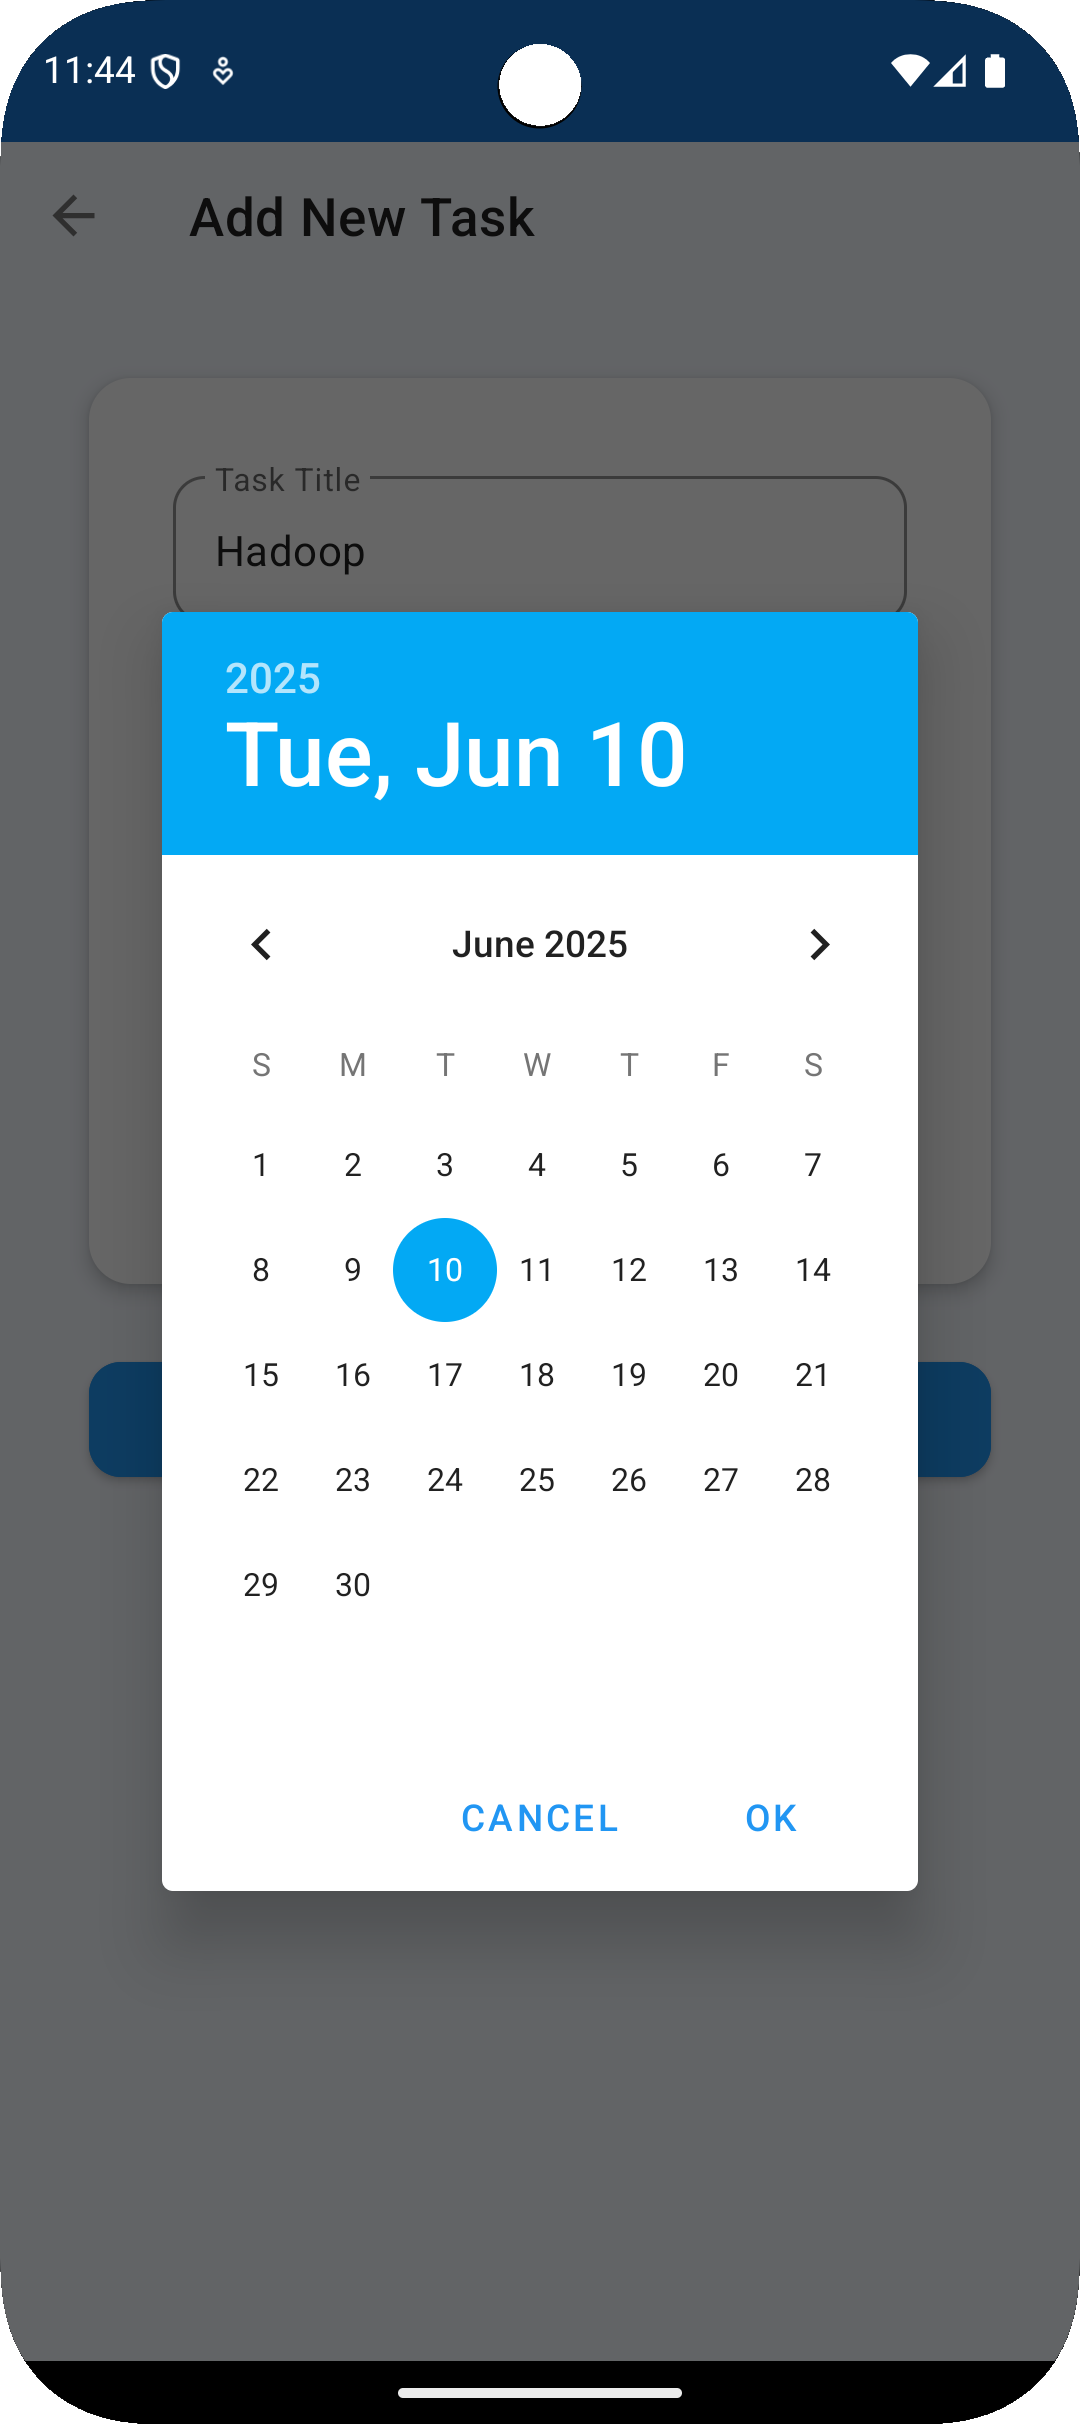 11:44
Add New Task
Task Title
Hadoop
2025
Tue, Jun 10
June 2025
S M T W T F S
1 2 3 4 5 6 7
8 9 10 11 12 13 14
15 16 17 18 19 20 21
22 23 24 25 26 27 28
29 30
CANCEL OK